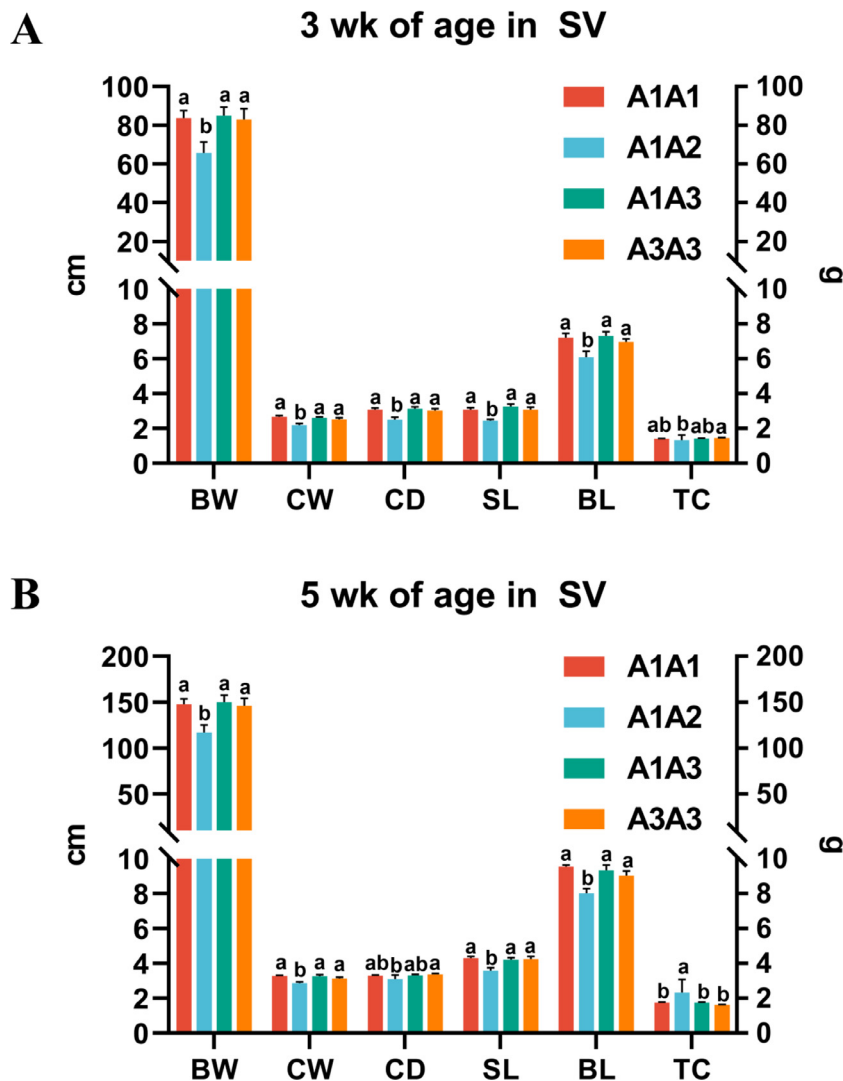 A
3 wk of age in SV
100
80
60
40
20
10
8
6
4
2
0
cm
a b a a
a b a a
a b a a
a b a a
a b a a
ab b ab a
A1A1
A1A2
A1A3
A3A3
100
80
60
40
20
10
8
6
4
2
0
g
BW CW CD SL BL TC
B
5 wk of age in SV
200
150
100
50
10
8
6
4
2
0
cm
a b a a
a b a a
ab b ab a
a b a a
a b a a
b a b b
A1A1
A1A2
A1A3
A3A3
200
150
100
50
10
8
6
4
2
0
g
BW CW CD SL BL TC